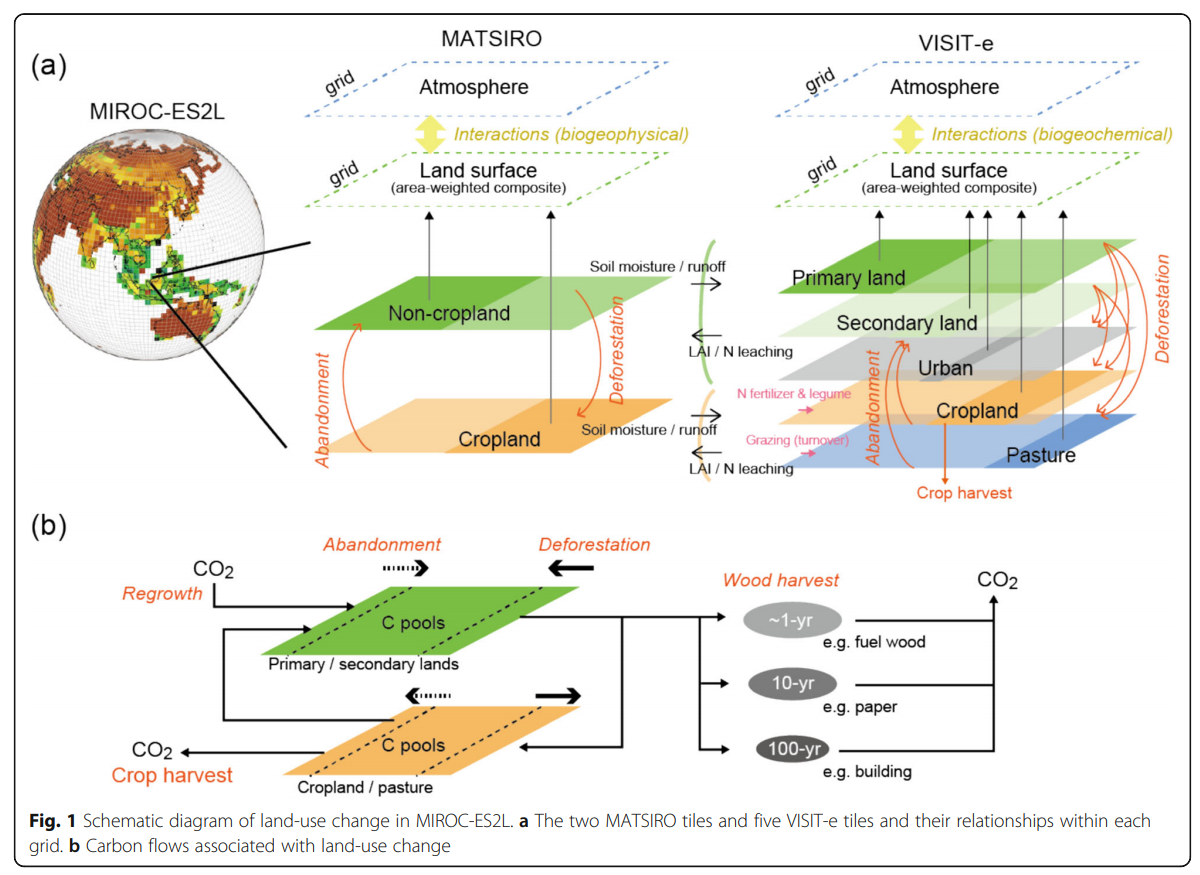 (a)
MIROC-ES2L
MATSIRO
grid
Atmosphere
Interactions (biogeophysical)
grid
Land surface
(area-weighted composite)
Non-cropland
Abandonment
Deforestation
Cropland
Soil moisture / runoff
LAI / N leaching
Soil moisture / runoff
LAI / N leaching
VISIT-e
grid
Atmosphere
Interactions (biogeochemical)
grid
Land surface
(area-weighted composite)
Primary land
Secondary land
Urban
N fertilizer & legume
Cropland
Grazing (turnover)
Pasture
Abandonment
Deforestation
Crop harvest
(b)
Abandonment
Deforestation
CO2
Regrowth
C pools
Primary / secondary lands
C pools
Cropland / pasture
CO2
Crop harvest
Wood harvest
~1-yr
e.g. fuel wood
10-yr
e.g. paper
100-yr
e.g. building
CO2
Fig. 1 Schematic diagram of land-use change in MIROC-ES2L. a The two MATSIRO tiles and five VISIT-e tiles and their relationships within each
grid. b Carbon flows associated with land-use change